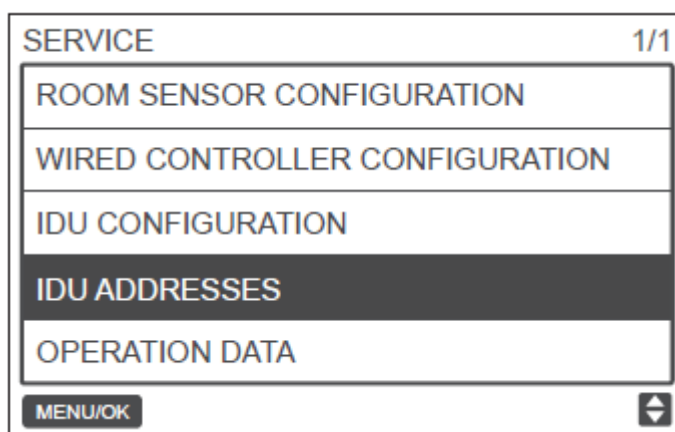 SERVICE 1/1
ROOM SENSOR CONFIGURATION
WIRED CONTROLLER CONFIGURATION
IDU CONFIGURATION
IDU ADDRESSES
OPERATION DATA
MENU/OK